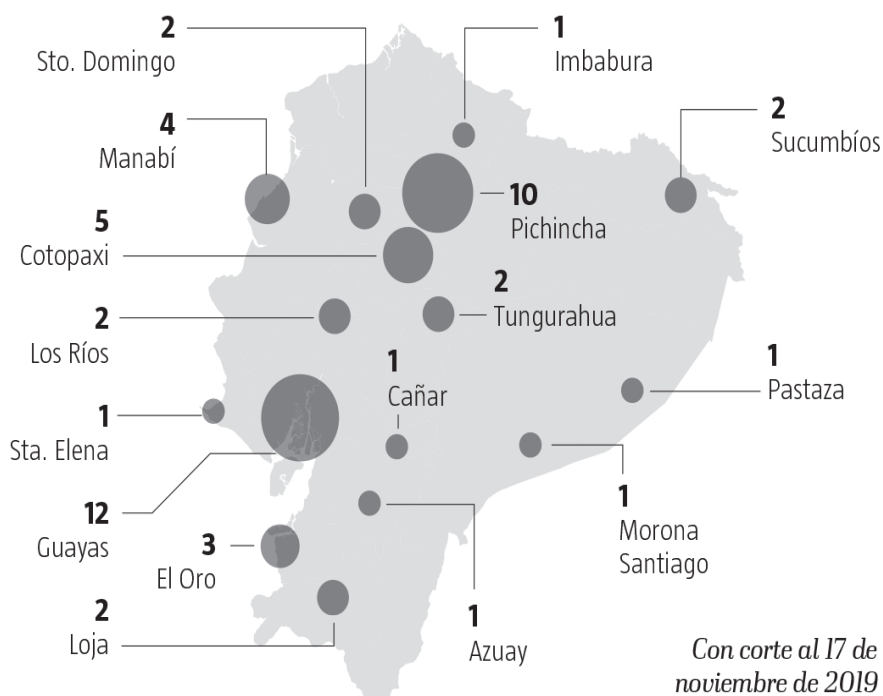 2
Sto. Domingo
1
Imbabura
4
Manabí
2
Sucumbíos
10
Pichincha
5
Cotopaxi
2
Tungurahua
2
Los Ríos
1
Cañar
1
Pastaza
1
Sta. Elena
12
Guayas
1
Morona
Santiago
3
El Oro
2
Loja
1
Azuay
Con corte al 17 de
noviembre de 2019